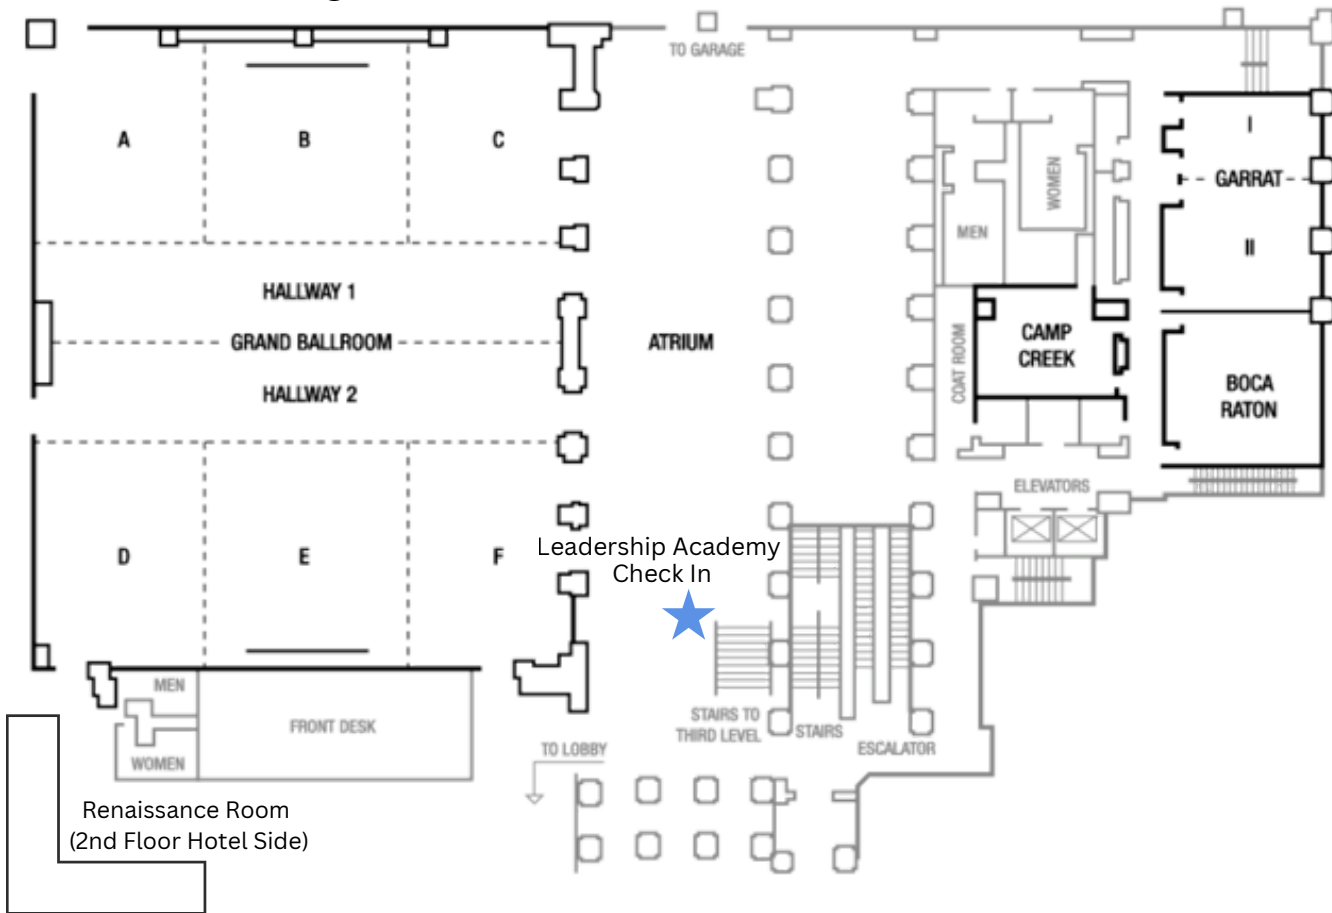 TO GARAGE
A
B
C
I
GARRAT
II
WOMEN
MEN
HALLWAY 1
GRAND BALLROOM
HALLWAY 2
ATRIUM
COAT ROOM
CAMP
CREEK
BOCA
RATON
ELEVATORS
D
E
F
Leadership Academy
Check In
MEN
FRONT DESK
WOMEN
STAIRS TO
THIRD LEVEL
STAIRS
ESCALATOR
TO LOBBY
Renaissance Room
(2nd Floor Hotel Side)